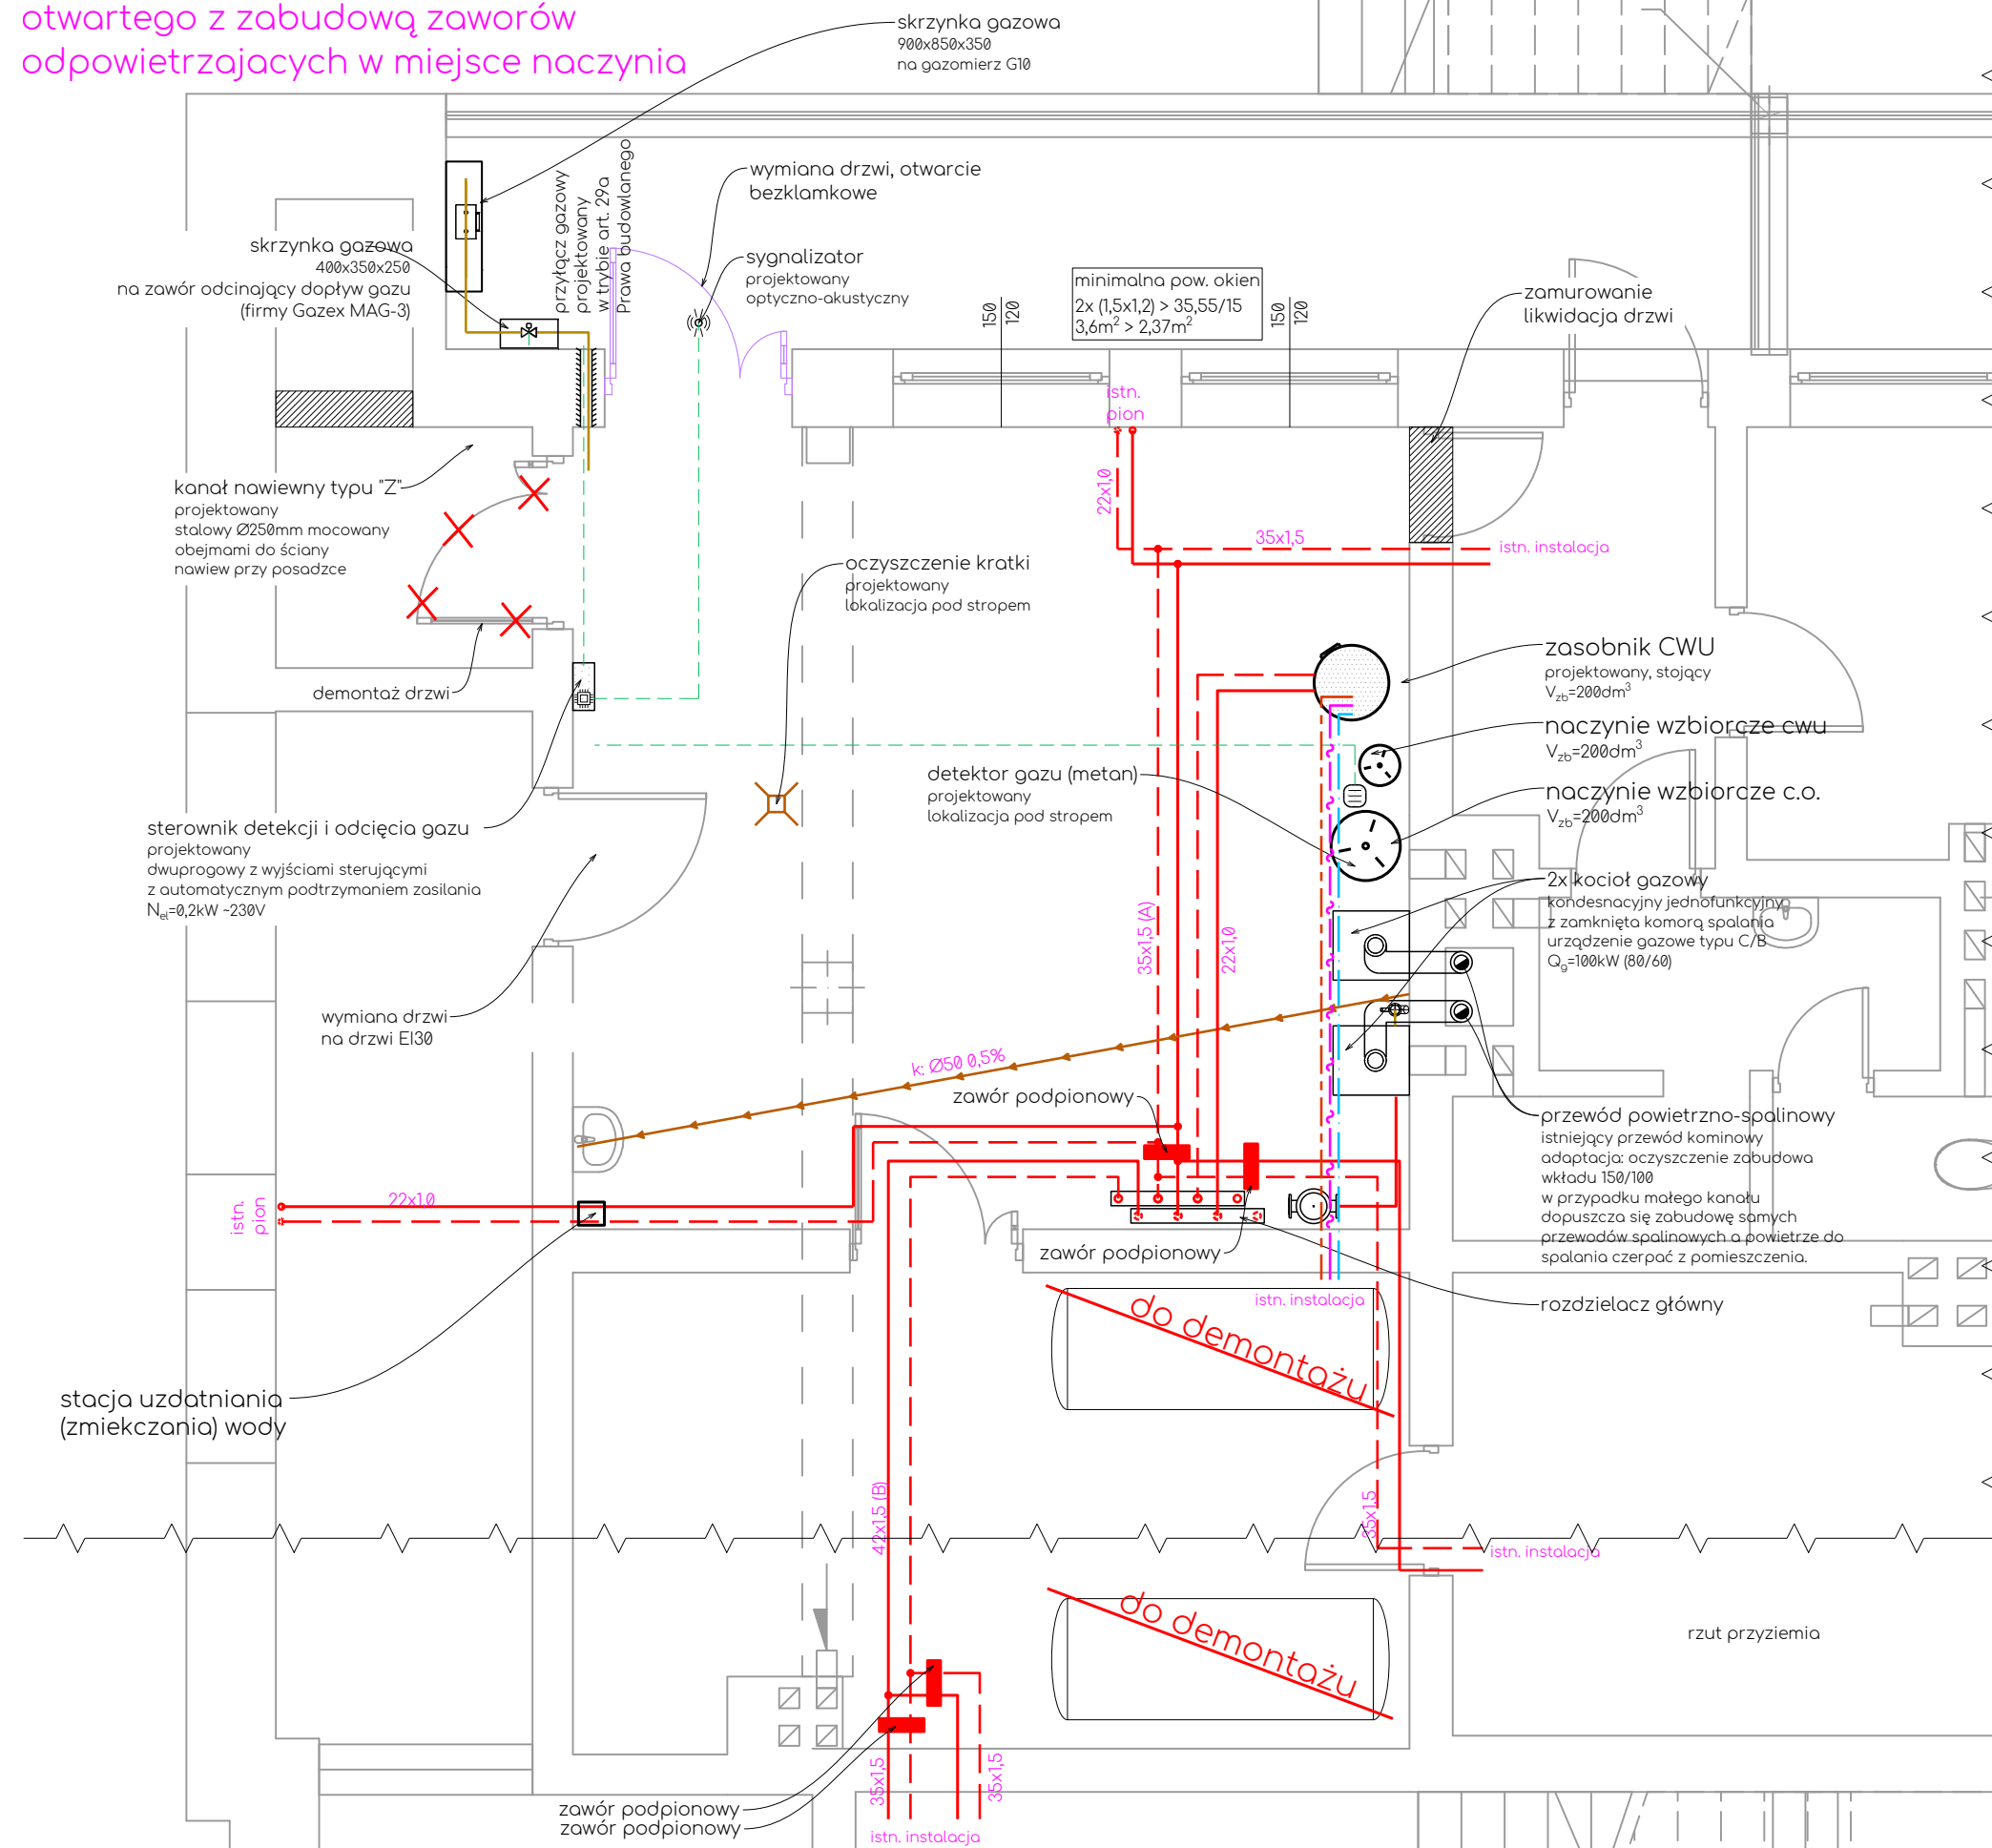 otwartego z zabudową zaworów
odpowietrzajacych w miejsce naczynia
skrzynka gazowa
900x850x350
na gazomierz G10
wymiana drzwi, otwarcie
bezklamkowe
przyłącz gazowy
projektowany
w trybie art. 29a
Prawa budowlanego
skrzynka gazowa
400x350x250
na zawór odcinający dopływ gazu
(firmy Gazex MAG-3)
sygnalizator
projektowany
optyczno-akustyczny
150
120
minimalna pow. okien
2x (1,5x1,2) > 35,55/15
3,6m² > 2,37m²
150
120
zamurowanie
likwidacja drzwi
istn.
pion
22x1,0
35x1,5
istn. instalacja
kanał nawiewny typu "Z"
projektowany
stalowy Ø250mm mocowany
obejmami do ściany
nawiew przy posadzce
oczyszczenie kratki
projektowany
lokalizacja pod stropem
demontaż drzwi
zasobnik CWU
projektowany, stojący
Vzb=200dm³
naczynie wzbiorcze cwu
Vzb=200dm³
detektor gazu (metan)
projektowany
lokalizacja pod stropem
naczynie wzbiorcze c.o.
Vzb=200dm³
sterownik detekcji i odcięcia gazu
projektowany
dwuprogowy z wyjściami sterującymi
z automatycznym podtrzymaniem zasilania
Nel=0,2kW ~230V
2x kocioł gazowy
kondesnacyjny jednofunkcyjny
z zamknięta komorą spalania
urządzenie gazowe typu C/B
Qg=100kW (80/60)
35x1,5 (A)
22x1,0
wymiana drzwi
na drzwi EI30
k: Ø50 0,5%
zawór podpionowy
przewód powietrzno-spalinowy
istniejący przewód kominowy
adaptacja: oczyszczenie zabudowa
wkładu 150/100
w przypadku małego kanału
dopuszcza się zabudowę samych
przewodów spalinowych a powietrze do
spalania czerpać z pomieszczenia.
istn.
pion
22x1,0
zawór podpionowy
istn. instalacja
rozdzielacz główny
do demontażu
stacja uzdatniania
(zmiekczania) wody
42x1,5 (B)
35x1,5
istn. instalacja
do demontażu
rzut przyziemia
35x1,5
35x1,5
zawór podpionowy
zawór podpionowy
istn. instalacja